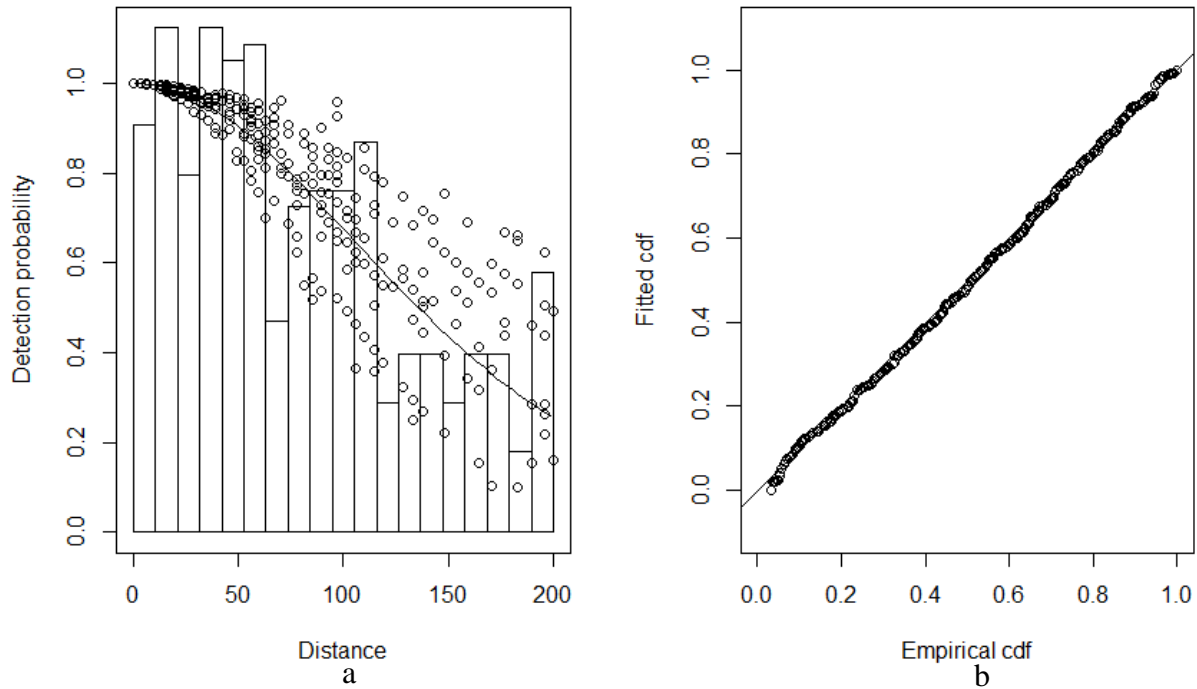 Detection probability
0.0 0.2 0.4 0.6 0.8 1.0
0 50 100 150 200
Distance
a
Fitted cdf
0.0 0.2 0.4 0.6 0.8 1.0
0.0 0.2 0.4 0.6 0.8 1.0
Empirical cdf
b